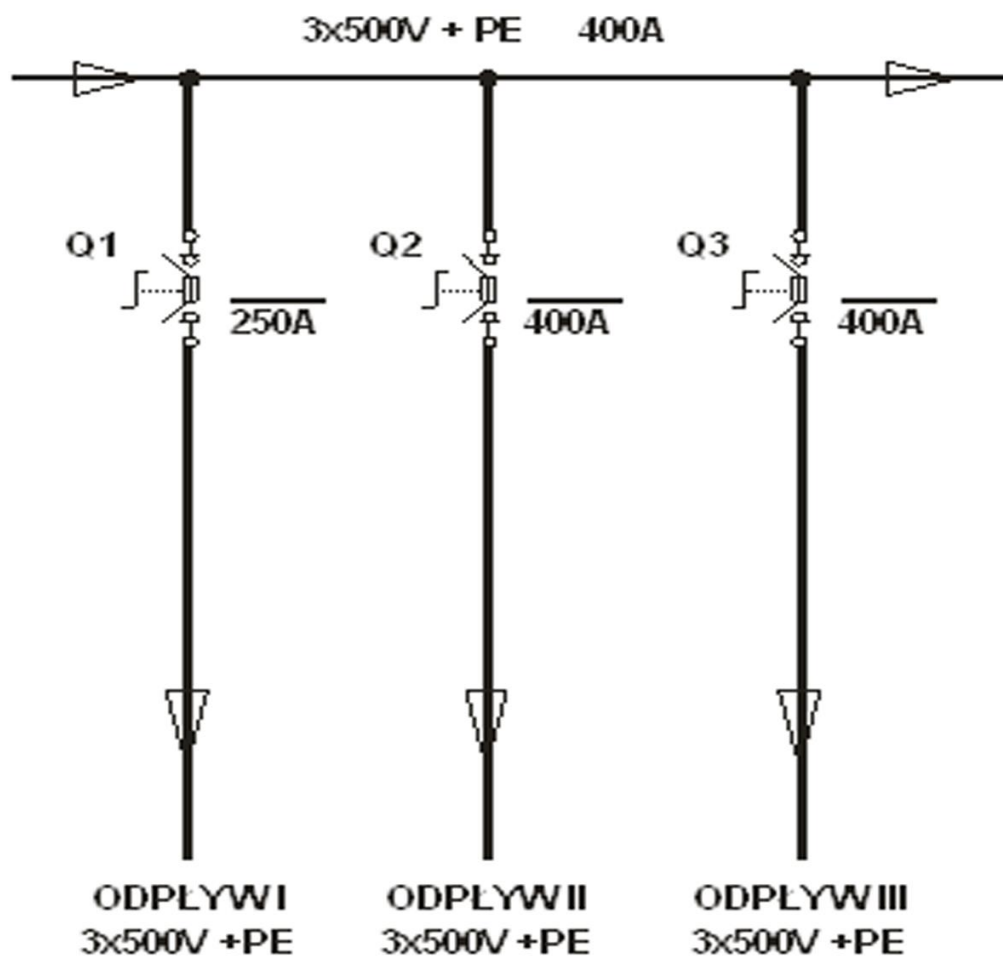 3x500V + PE 400A
Q1
Q2
Q3
250A
400A
400A
ODPŁYW I
ODPŁYW II
ODPŁYW III
3x500V +PE
3x500V +PE
3x500V +PE